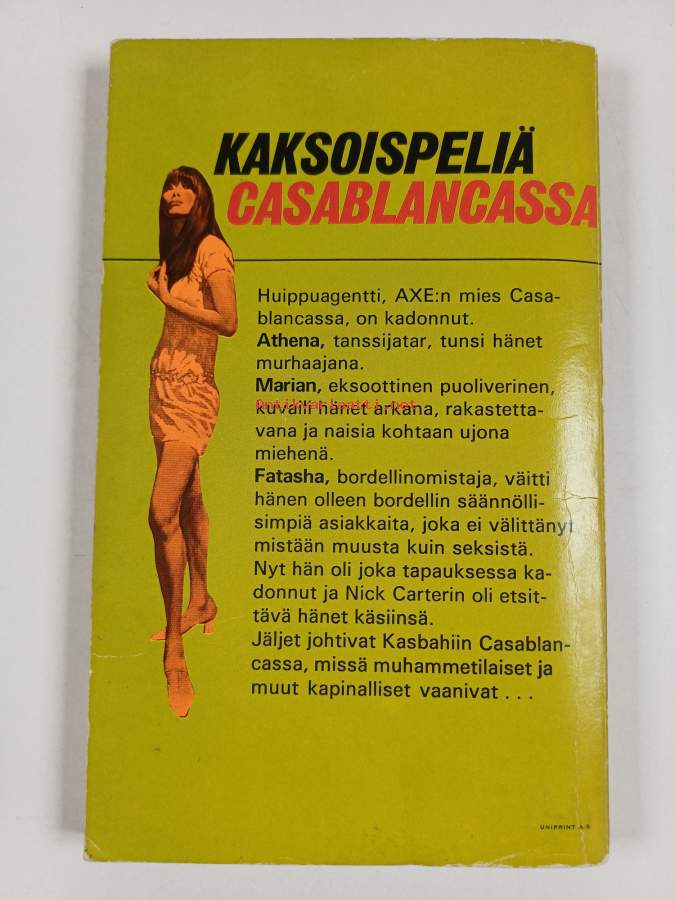 KAKSOISPELIÄ
CASABLANCASSA
Huippuagentti, AXE:n mies Casa-
blancassa, on kadonnut.
Athena, tanssijatar, tunsi hänet
murhaajana.
Marian, eksoottinen puoliverinen,
kuvaili hänet arkana, rakastetta-
vana ja naisia kohtaan ujona
miehenä.
Fatasha, bordellinomistaja, väitti
hänen olleen bordellin säännölli-
simpiä asiakkaita, joka ei välittänyt
mistään muusta kuin seksistä.
Nyt hän oli joka tapauksessa ka-
donnut ja Nick Carterin oli etsit-
tävä hänet käsiinsä.
Jäljet johtivat Kasbahiin Casablan-
cassa, missä muhammetilaiset ja
muut kapinalliset vaanivat . . .
UNIPRINT A.S